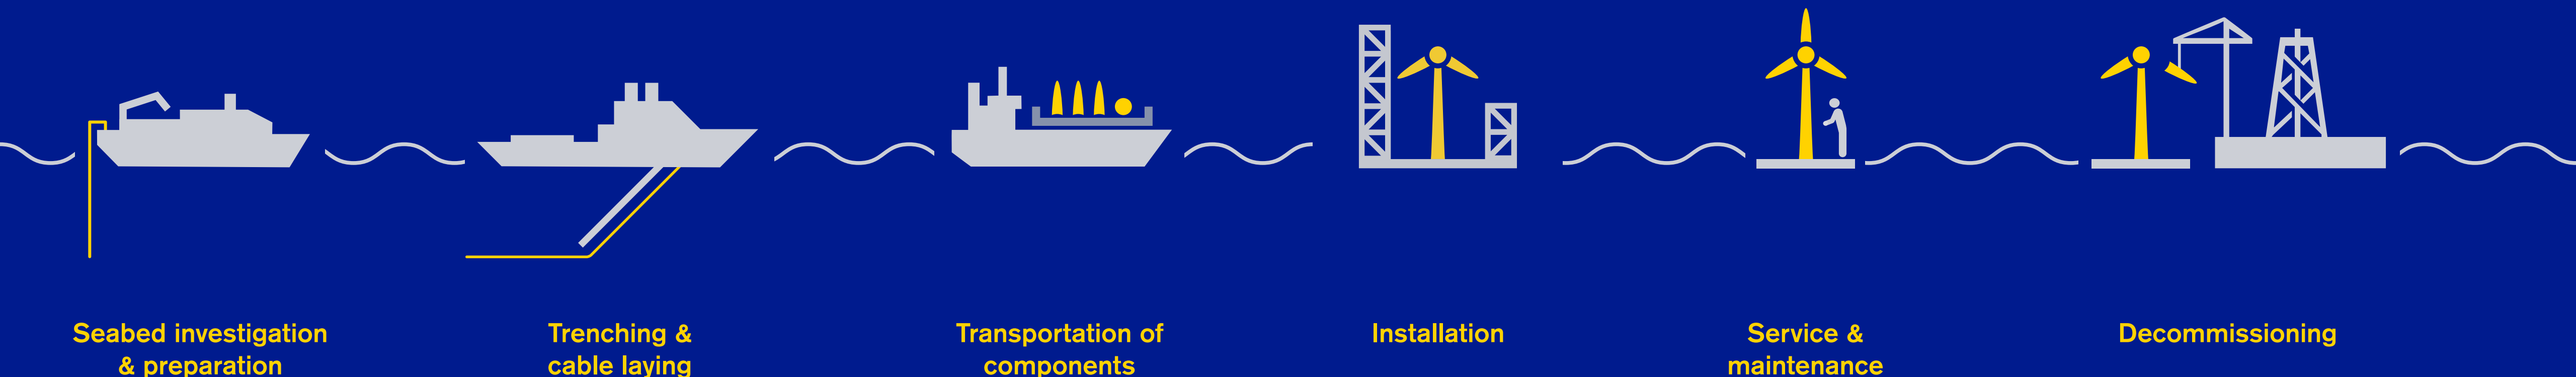 Seabed investigation
& preparation
Trenching &
cable laying
Transportation of
components
Installation
Service &
maintenance
Decommissioning